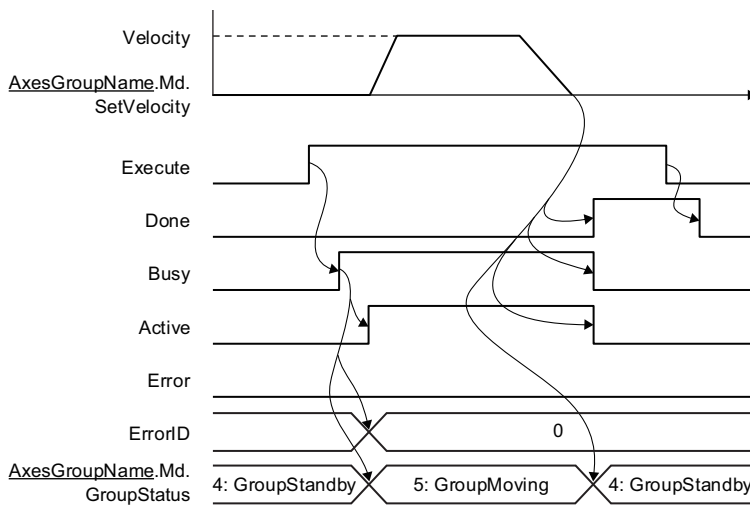 Velocity
AxesGroupName.Md.
SetVelocity
Execute
Done
Busy
Active
Error
ErrorID
0
AxesGroupName.Md.
GroupStatus
4: GroupStandby
5: GroupMoving
4: GroupStandby